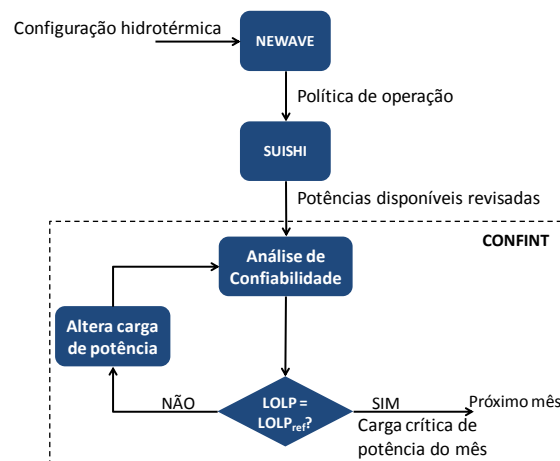 Configuração hidrotérmica
NEWAVE
Política de operação
SUISHI
Potências disponíveis revisadas
CONFINT
Análise de
Confiabilidade
Altera carga
de potência
NÃO
LOLP =
LOLPref?
SIM
Próximo mês
Carga crítica de
potência do mês